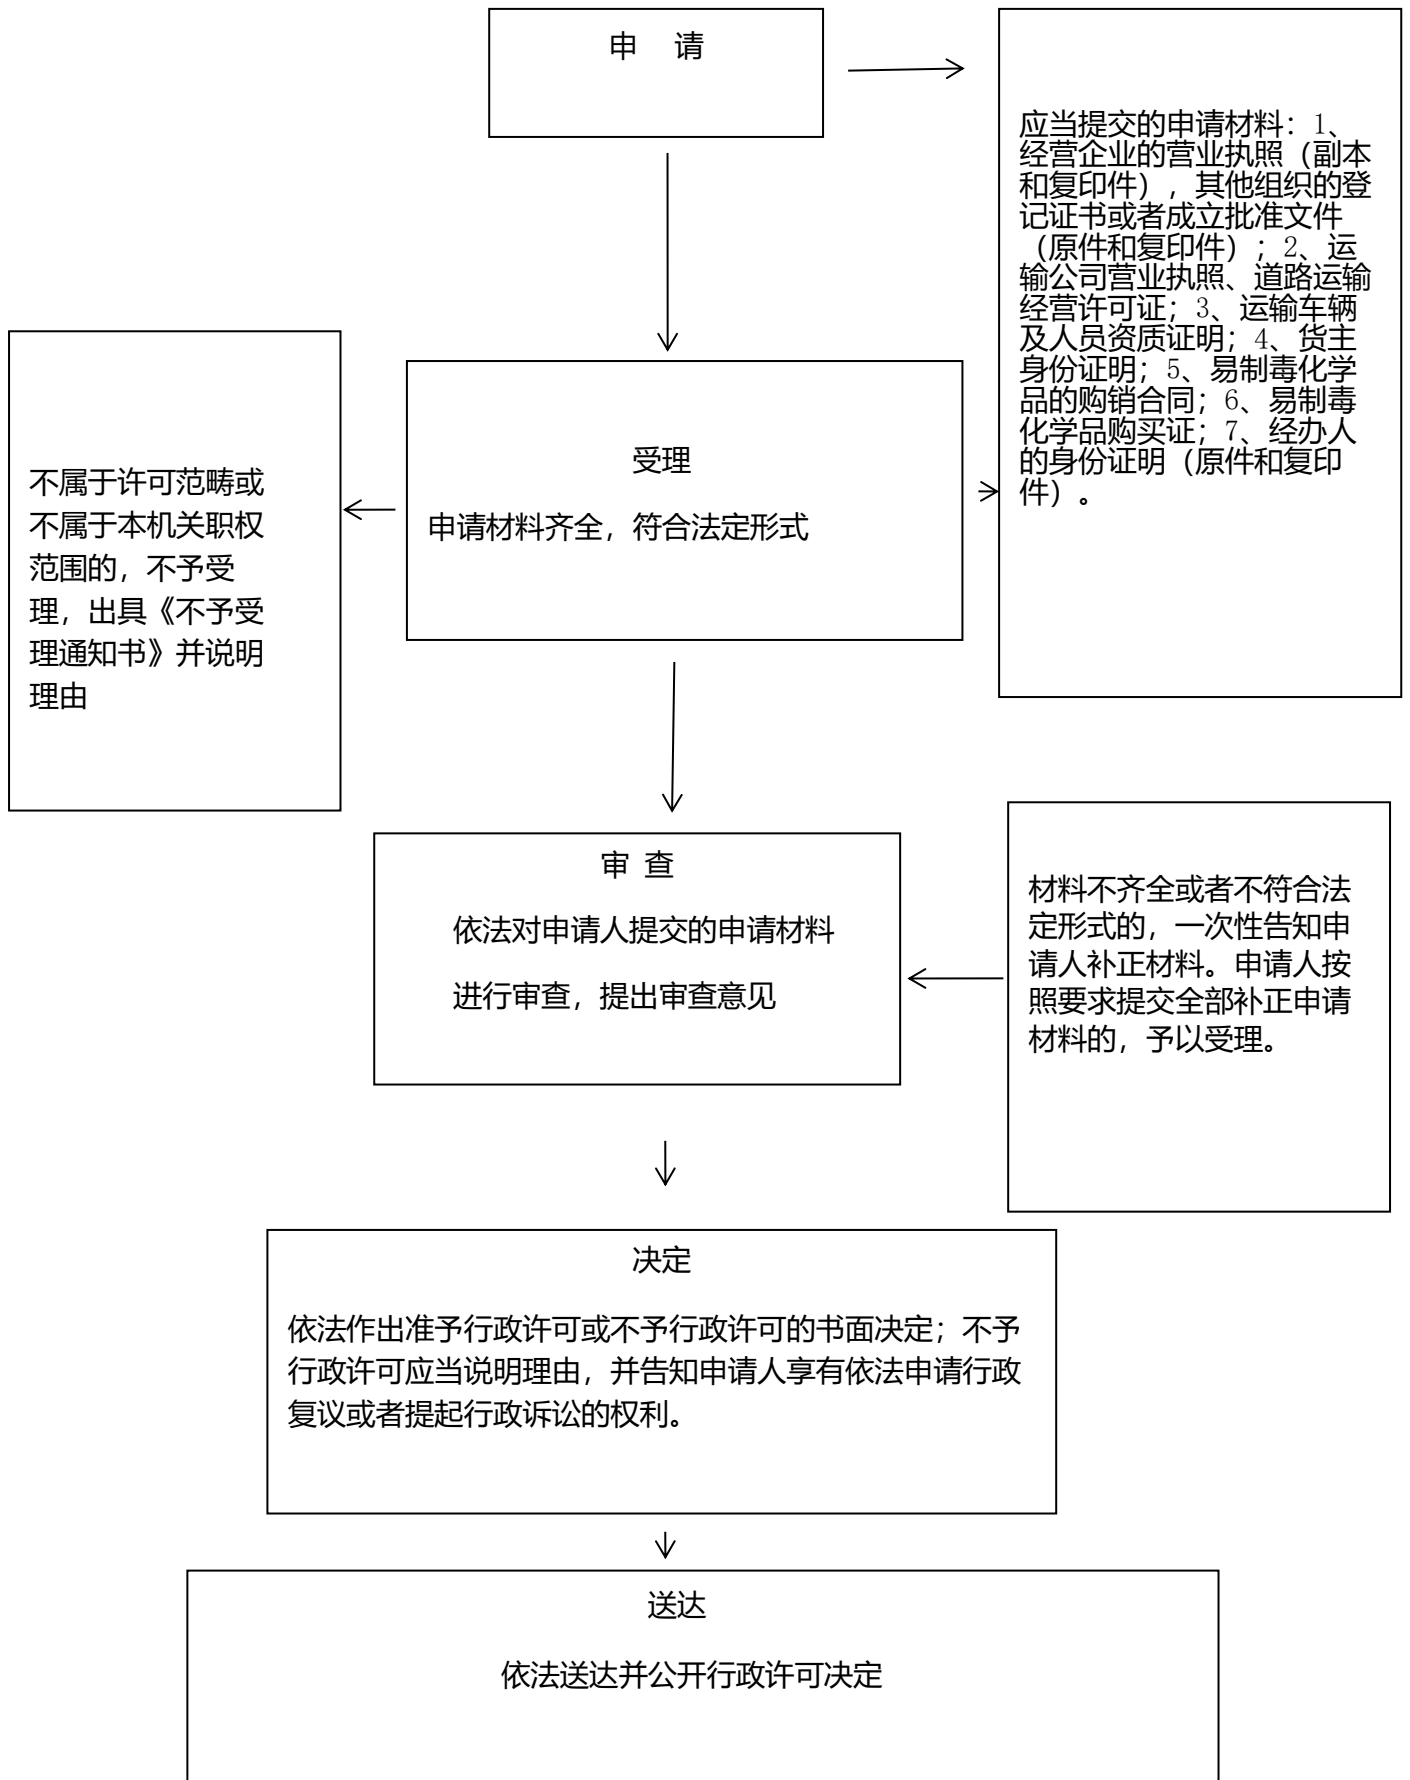 申 请
应当提交的申请材料：1、
经营企业的营业执照（副本
和复印件），其他组织的登
记证书或者成立批准文件
（原件和复印件）；2、运
输公司营业执照、道路运输
经营许可证；3、运输车辆
及人员资质证明；4、货主
身份证明；5、易制毒化学
品的购销合同；6、易制毒
化学品购买证；7、经办人
的身份证明（原件和复印
件）。
受理
申请材料齐全，符合法定形式
不属于许可范畴或
不属于本机关职权
范围的，不予受
理，出具《不予受
理通知书》并说明
理由
审 查
依法对申请人提交的申请材料
进行审查，提出审查意见
材料不齐全或者不符合法
定形式的，一次性告知申
请人补正材料。申请人按
照要求提交全部补正申请
材料的，予以受理。
决定
依法作出准予行政许可或不予行政许可的书面决定；不予
行政许可应当说明理由，并告知申请人享有依法申请行政
复议或者提起行政诉讼的权利。
送达
依法送达并公开行政许可决定